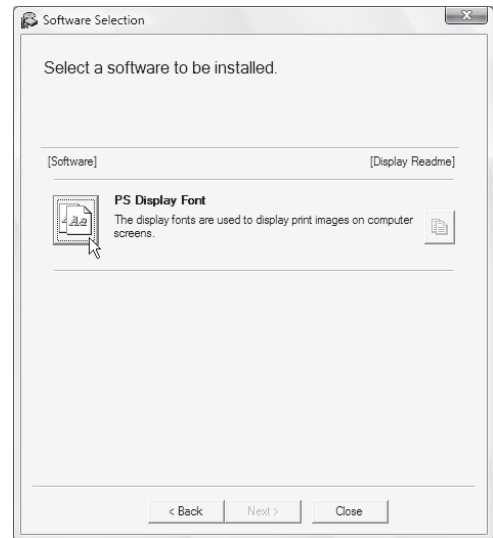 Software Selection
Select a software to be installed.
[Software] [Display Readme]
PS Display Font
The display fonts are used to display print images on computer
screens.
< Back Next > Close